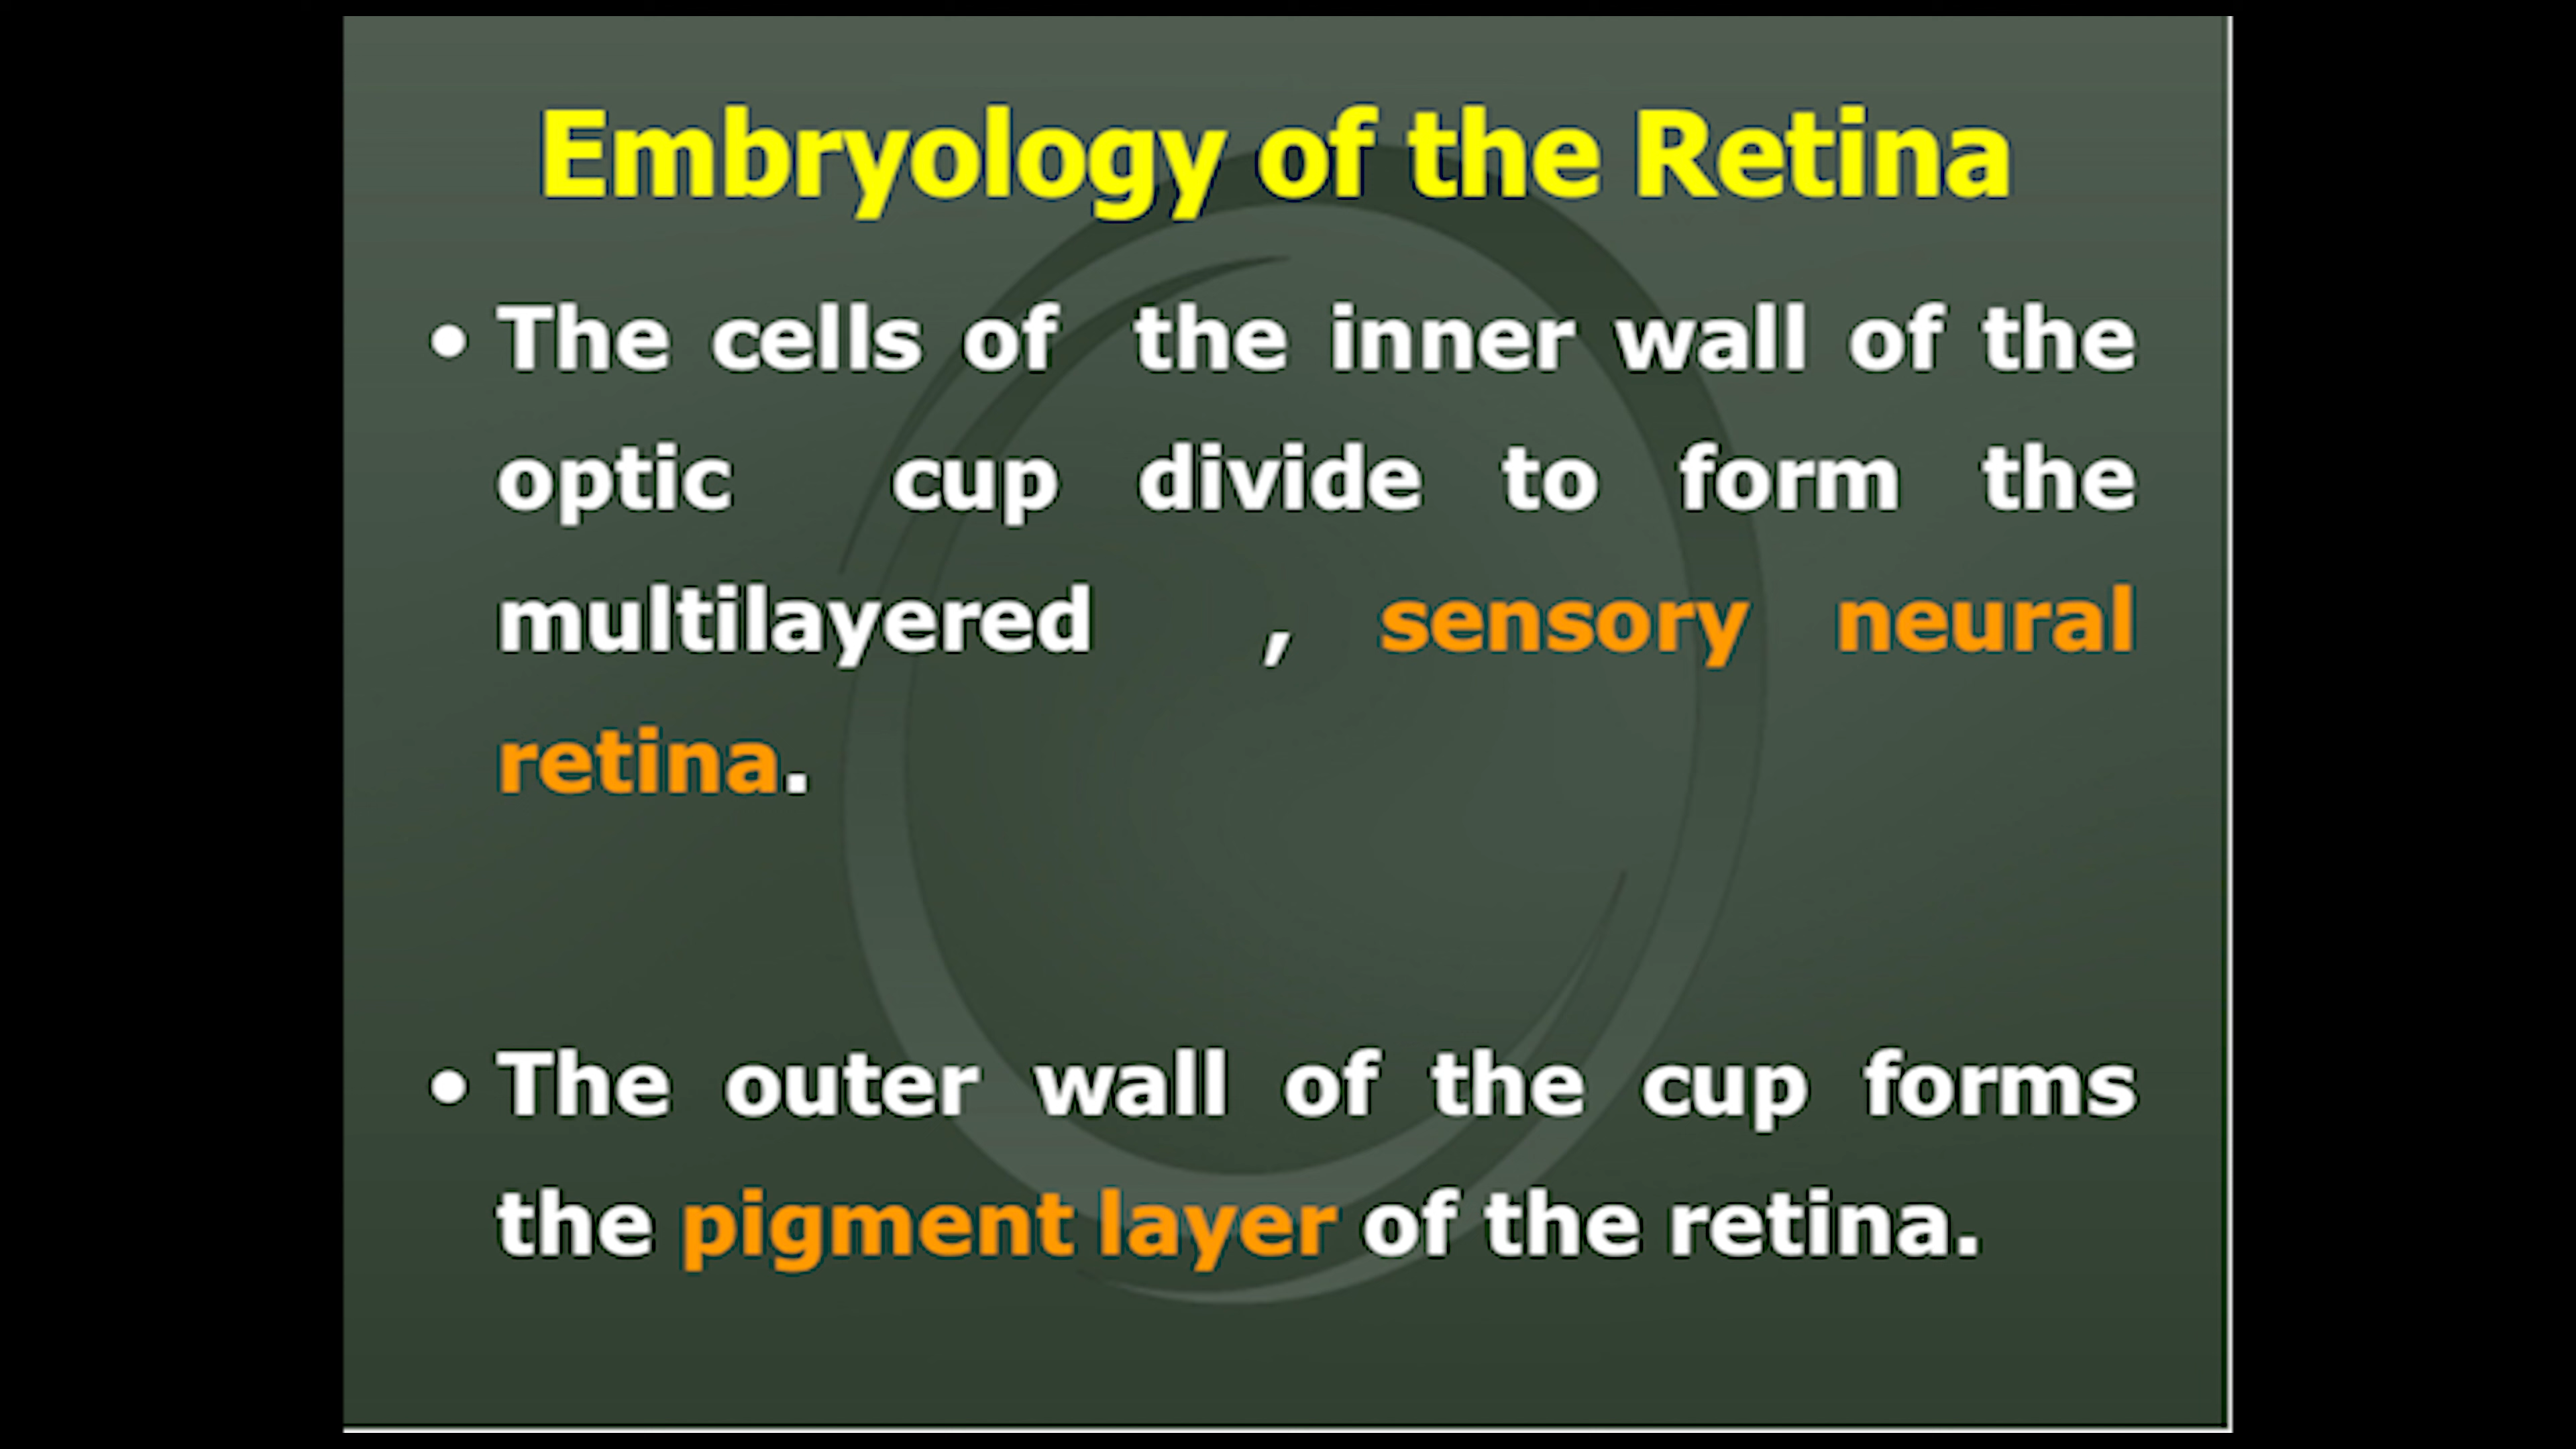 Embryology of the Retina
• The cells of the inner wall of the
optic cup divide to form the
multilayered , sensory neural
retina.
• The outer wall of the cup forms
the pigment layer of the retina.